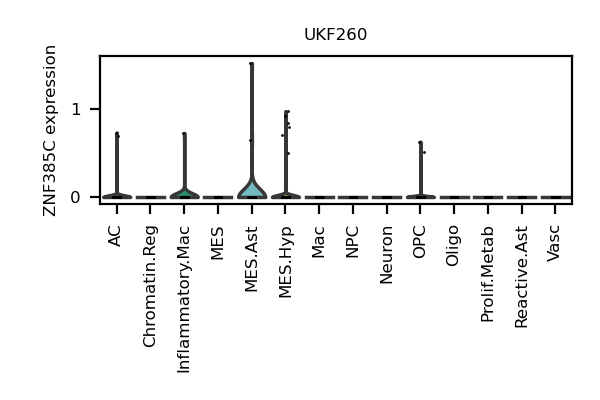 UKF260
ZNF385C expression
1
0
AC
Chromatin.Reg
Inflammatory.Mac
MES
MES.Ast
MES.Hyp
Mac
NPC
Neuron
OPC
Oligo
Prolif.Metab
Reactive.Ast
Vasc